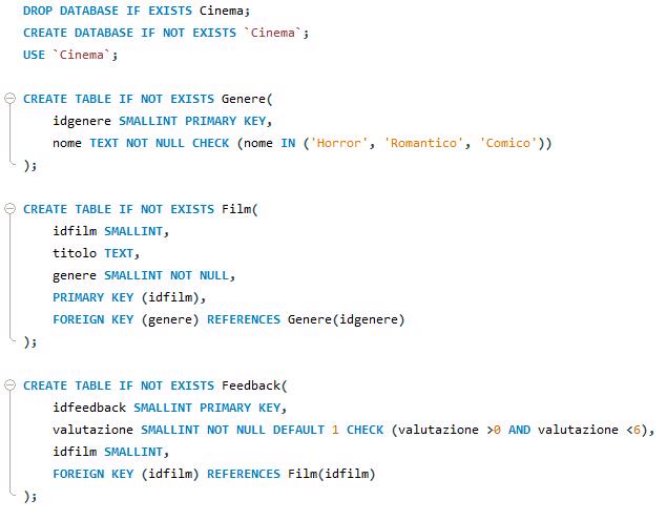 DROP DATABASE IF EXISTS Cinema;
CREATE DATABASE IF NOT EXISTS `Cinema`;
USE `Cinema`;
CREATE TABLE IF NOT EXISTS Genere(
idgenere SMALLINT PRIMARY KEY,
nome TEXT NOT NULL CHECK (nome IN ('Horror', 'Romantico', 'Comico'))
);
CREATE TABLE IF NOT EXISTS Film(
idfilm SMALLINT,
titolo TEXT,
genere SMALLINT NOT NULL,
PRIMARY KEY (idfilm),
FOREIGN KEY (genere) REFERENCES Genere(idgenere)
);
CREATE TABLE IF NOT EXISTS Feedback(
idfeedback SMALLINT PRIMARY KEY,
valutazione SMALLINT NOT NULL DEFAULT 1 CHECK (valutazione >0 AND valutazione <6),
idfilm SMALLINT,
FOREIGN KEY (idfilm) REFERENCES Film(idfilm)
);